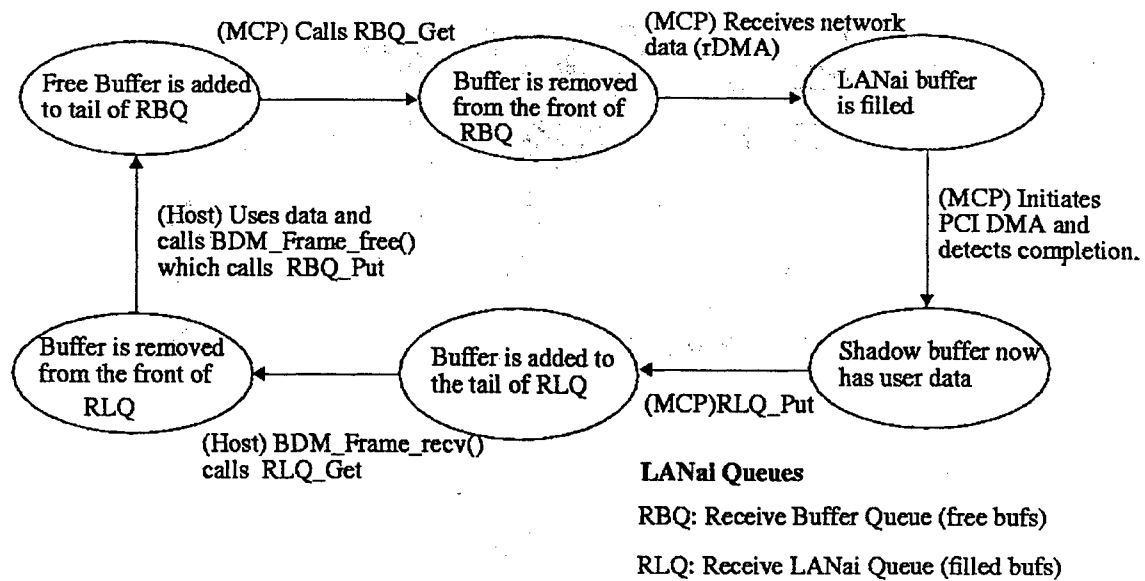 (MCP) Calls RBQ_Get
(MCP) Receives network
data (rDMA)
Free Buffer is added
to tail of RBQ
Buffer is removed
from the front of
RBQ
LANai buffer
is filled
(Host) Uses data and
calls BDM_Frame_free()
which calls RBQ_Put
(MCP) Initiates
PCI DMA and
detects completion.
Buffer is removed
from the front of
RLQ
Buffer is added to
the tail of RLQ
Shadow buffer now
has user data
(MCP)RLQ_Put
(Host) BDM_Frame_recv()
calls RLQ_Get
LANai Queues
RBQ: Receive Buffer Queue (free bufs)
RLQ: Receive LANai Queue (filled bufs)